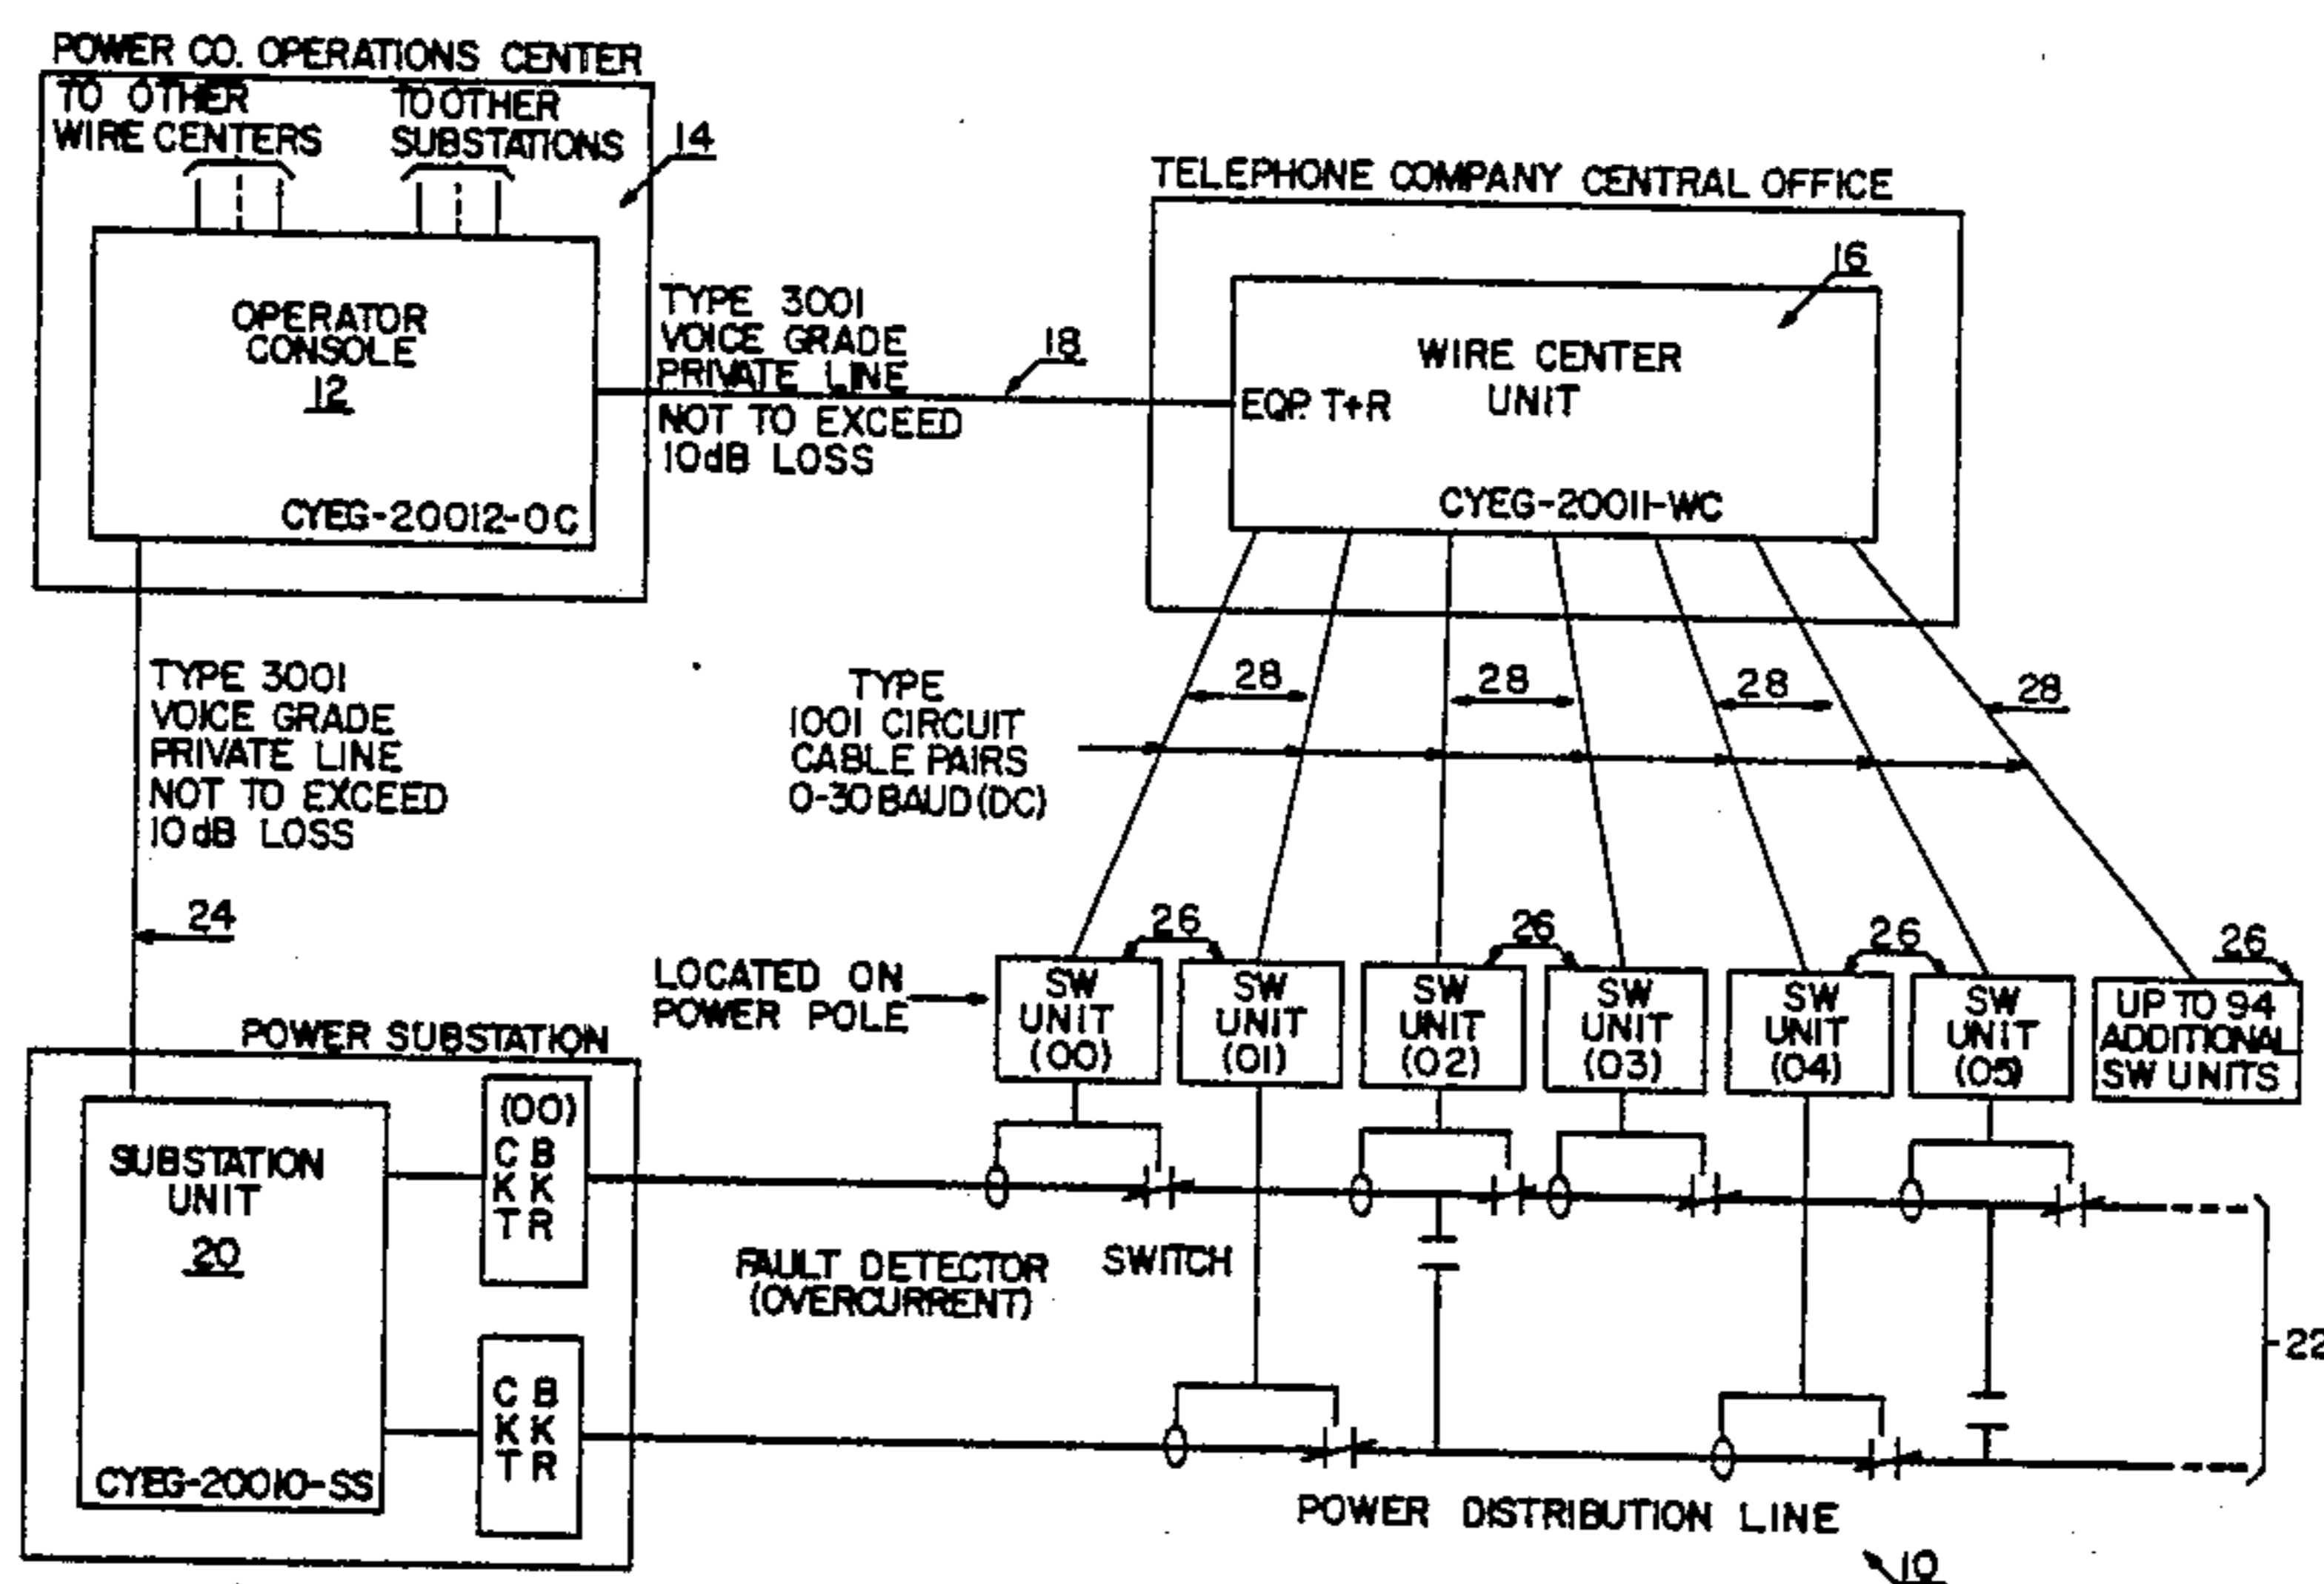 POWER CO. OPERATIONS CENTER
TO OTHER
WIRE CENTERS
TO OTHER
SUBSTATIONS
14
OPERATOR
CONSOLE
12
CYEG-20012-OC
TYPE 3001
VOICE GRADE
PRIVATE LINE
NOT TO EXCEED
10dB LOSS
18
TELEPHONE COMPANY CENTRAL OFFICE
16
WIRE CENTER
UNIT
EQP. T+R
CYEG-20011-WC
TYPE 3001
VOICE GRADE
PRIVATE LINE
NOT TO EXCEED
10dB LOSS
24
TYPE
1001 CIRCUIT
CABLE PAIRS
0-30 BAUD (DC)
28
28
28
28
LOCATED ON
POWER POLE
26
26
26
26
SW
UNIT
(00)
SW
UNIT
(01)
SW
UNIT
(02)
SW
UNIT
(03)
SW
UNIT
(04)
SW
UNIT
(05)
UP TO 94
ADDITIONAL
SW UNITS
POWER SUBSTATION
SUBSTATION
UNIT
20
CYEG-20010-SS
(00)
CKT BKR
CKT BKR
FAULT DETECTOR
(OVERCURRENT)
SWITCH
22
POWER DISTRIBUTION LINE
10